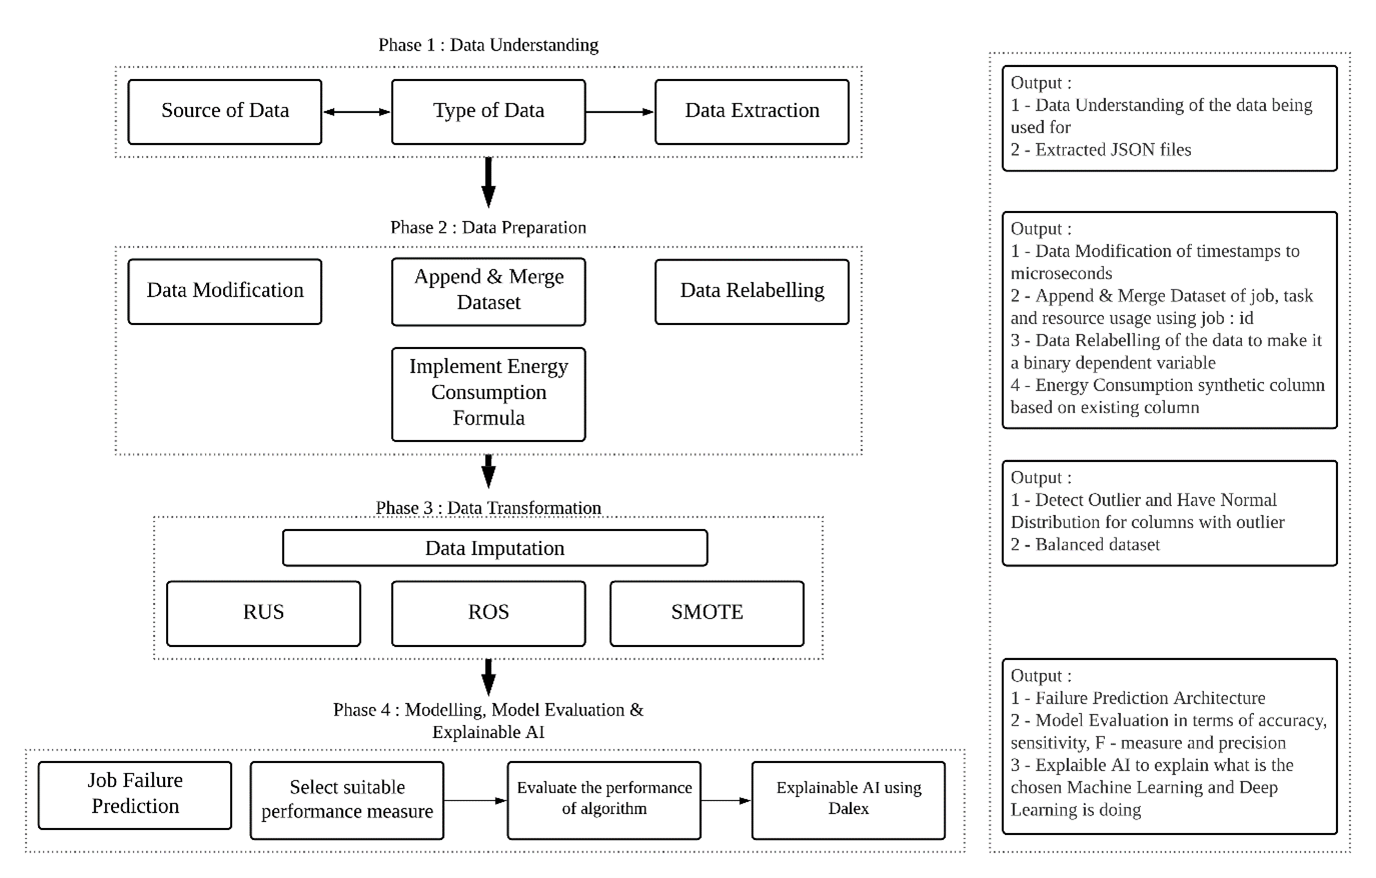 Phase 1 : Data Understanding
Source of Data
Type of Data
Data Extraction
Output :
1 - Data Understanding of the data being
used for
2 - Extracted JSON files
Phase 2 : Data Preparation
Data Modification
Append & Merge
Dataset
Data Relabelling
Implement Energy
Consumption
Formula
Output :
1 - Data Modification of timestamps to
microseconds
2 - Append & Merge Dataset of job, task
and resource usage using job : id
3 - Data Relabelling of the data to make it
a binary dependent variable
4 - Energy Consumption synthetic column
based on existing column
Phase 3 : Data Transformation
Data Imputation
RUS
ROS
SMOTE
Output :
1 - Detect Outlier and Have Normal
Distribution for columns with outlier
2 - Balanced dataset
Phase 4 : Modelling, Model Evaluation &
Explainable AI
Job Failure
Prediction
Select suitable
performance measure
Evaluate the performance
of algorithm
Explainable AI using
Dalex
Output :
1 - Failure Prediction Architecture
2 - Model Evaluation in terms of accuracy,
sensitivity, F - measure and precision
3 - Explaible AI to explain what is the
chosen Machine Learning and Deep
Learning is doing